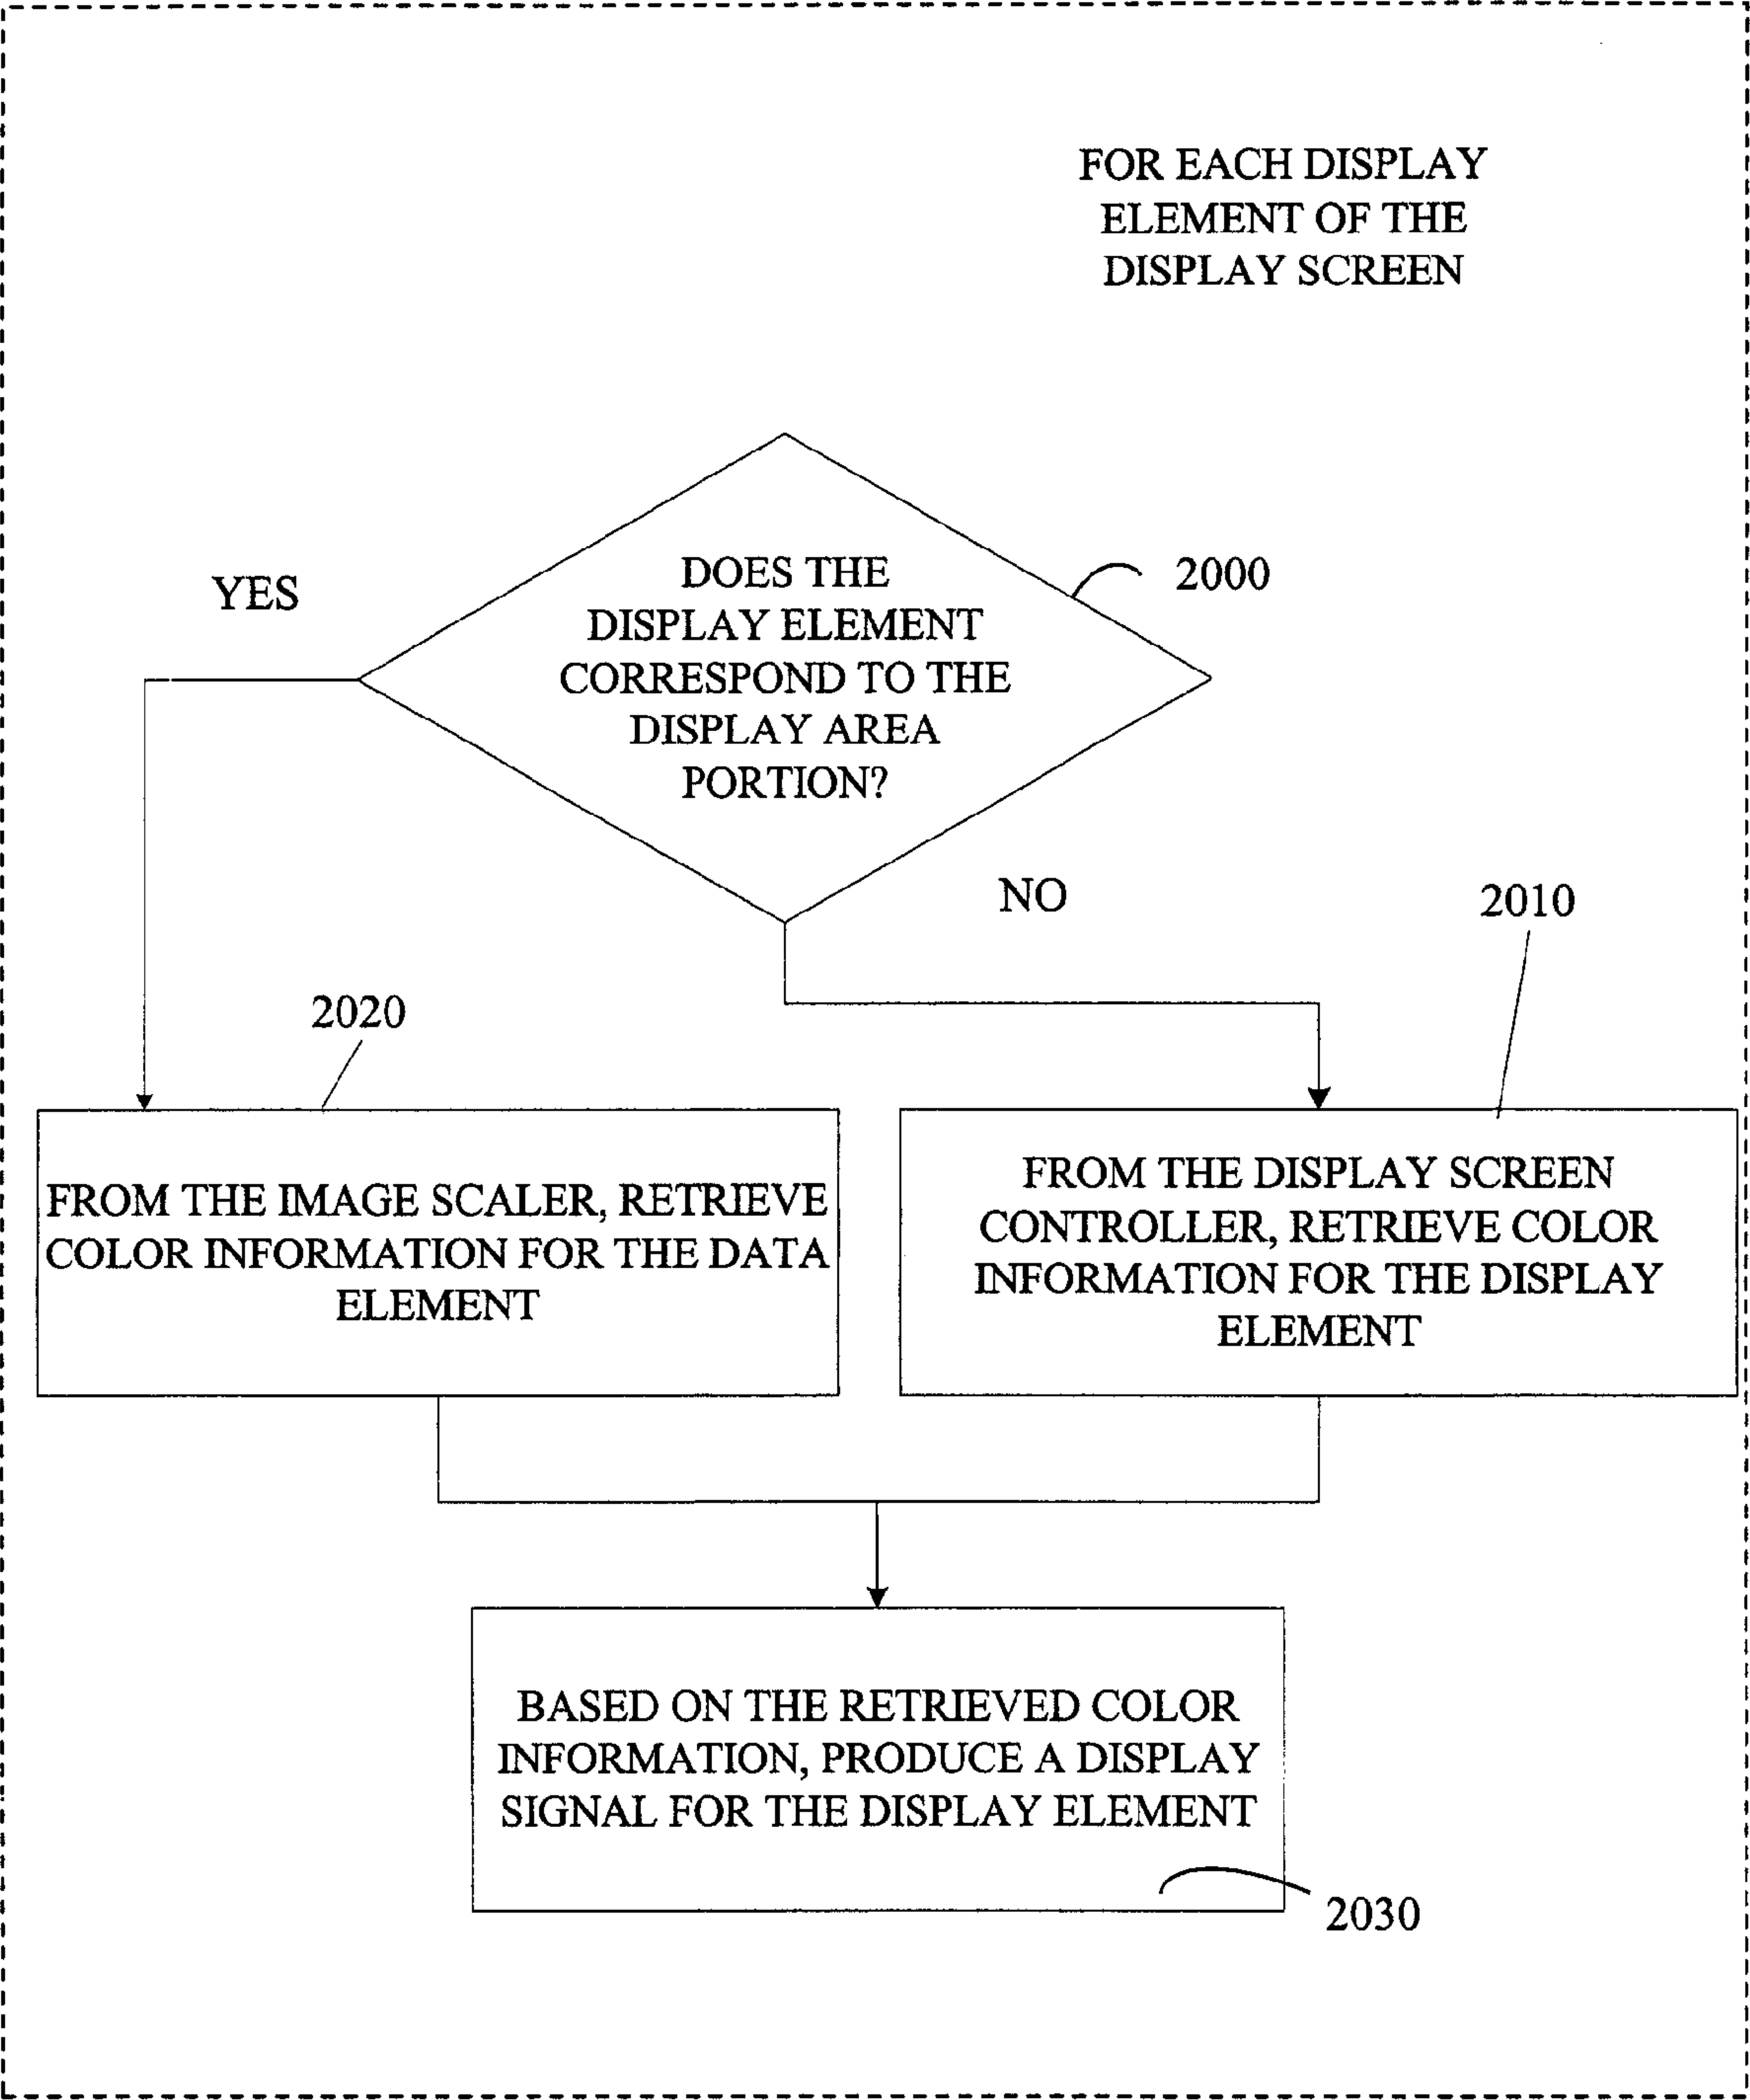 FOR EACH DISPLAY
ELEMENT OF THE
DISPLAY SCREEN
DOES THE
DISPLAY ELEMENT
CORRESPOND TO THE
DISPLAY AREA
PORTION?
2000
YES
NO
2010
2020
FROM THE IMAGE SCALER, RETRIEVE
COLOR INFORMATION FOR THE DATA
ELEMENT
FROM THE DISPLAY SCREEN
CONTROLLER, RETRIEVE COLOR
INFORMATION FOR THE DISPLAY
ELEMENT
BASED ON THE RETRIEVED COLOR
INFORMATION, PRODUCE A DISPLAY
SIGNAL FOR THE DISPLAY ELEMENT
2030